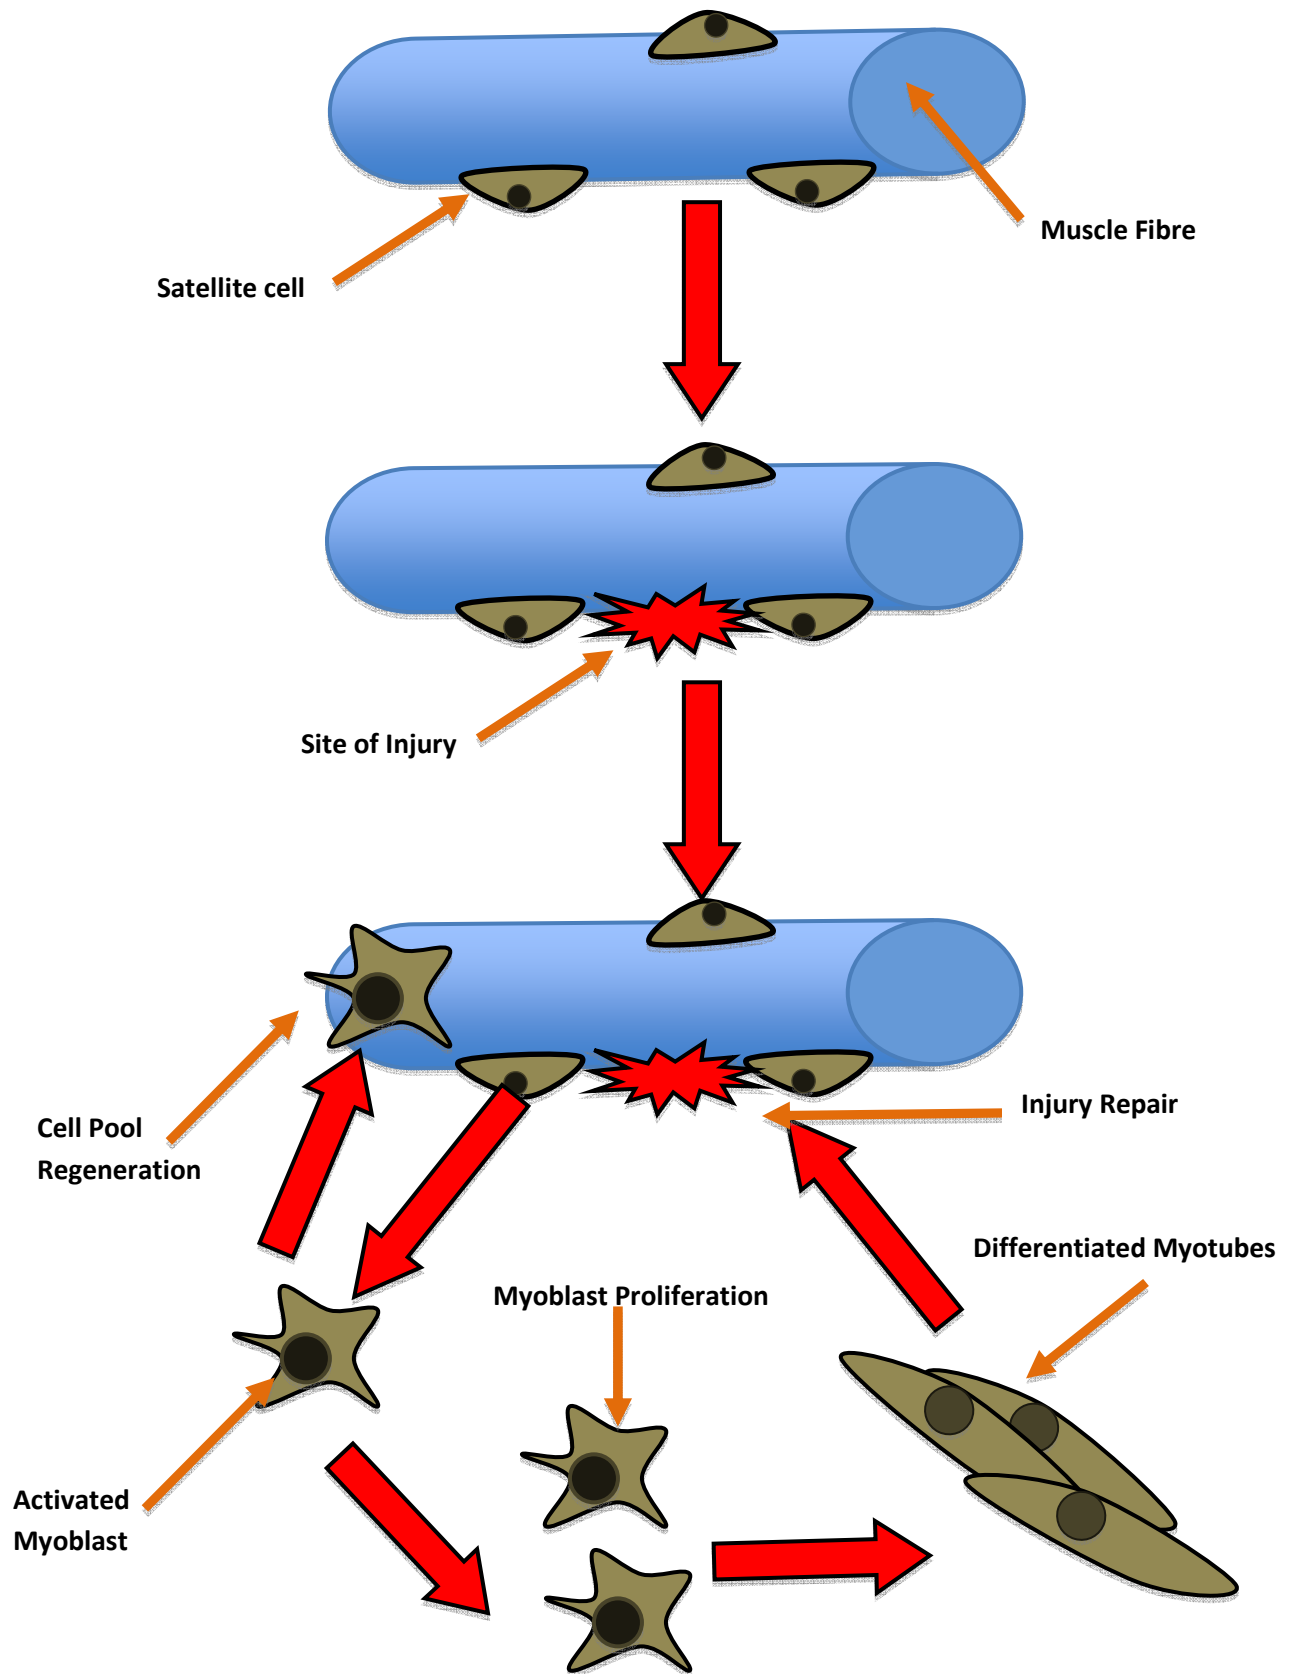 Muscle Fibre
Satellite cell
Site of Injury
Injury Repair
Cell Pool
Regeneration
Differentiated Myotubes
Myoblast Proliferation
Activated
Myoblast